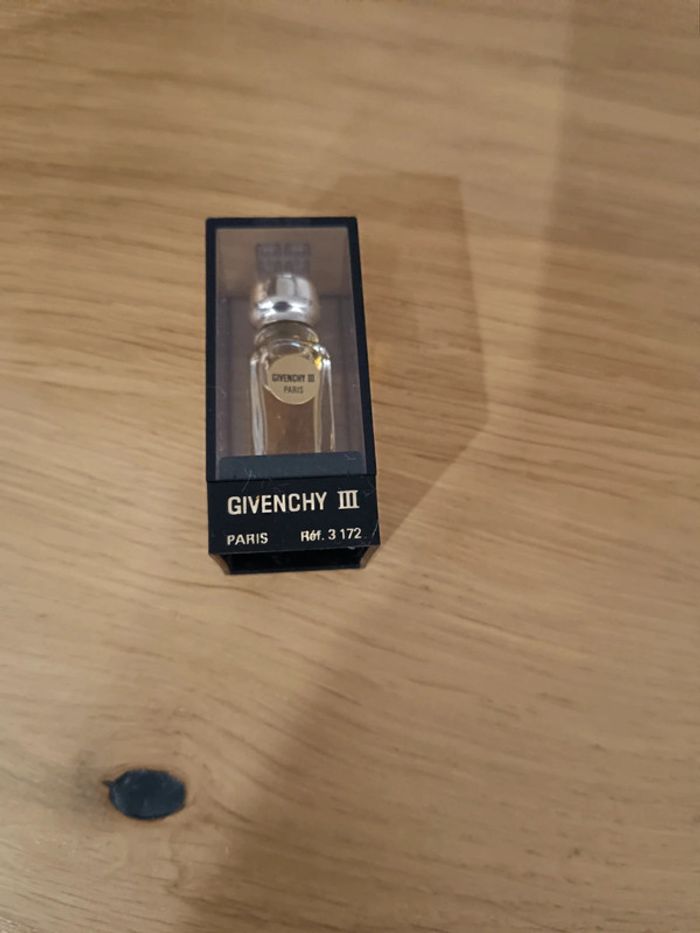 GIVENCHY III
PARIS
GIVENCHY III
PARIS Réf. 3 172